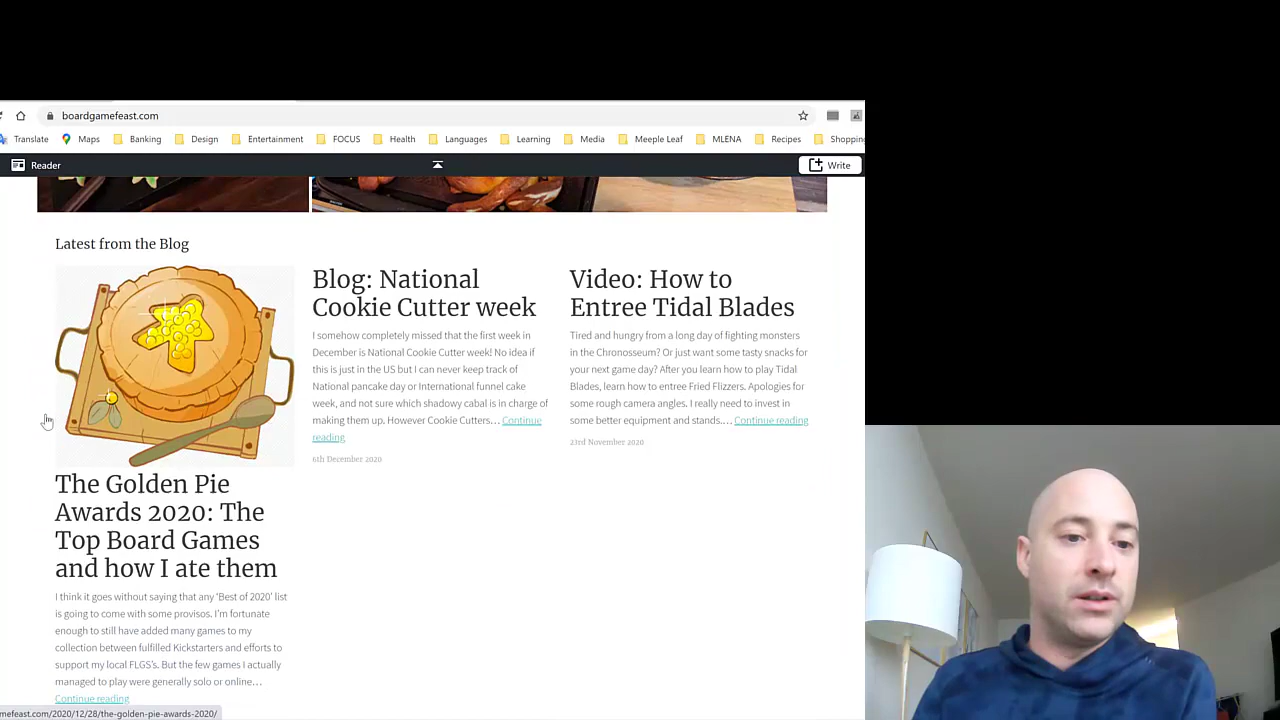 boardgamefeast.com
Translate Maps Banking Design Entertainment FOCUS Health Languages Learning Media Meeple Leaf MLENA Recipes Shoppin
Reader Write
Latest from the Blog
The Golden Pie
Awards 2020: The
Top Board Games
and how I ate them
I think it goes without saying that any 'Best of 2020' list
is going to come with some provisos. I'm fortunate
enough to still have added many games to my
collection between fulfilled Kickstarters and efforts to
support my local FLGS's. But the few games I actually
managed to play were generally solo or online…
Continue reading
Blog: National
Cookie Cutter week
I somehow completely missed that the first week in
December is National Cookie Cutter week! No idea if
this is just in the US but I can never keep track of
National pancake day or International funnel cake
week, and not sure which shadowy cabal is in charge of
making them up. However Cookie Cutters… Continue
reading
6th December 2020
Video: How to
Entree Tidal Blades
Tired and hungry from a long day of fighting monsters
in the Chronosseum? Or just want some tasty snacks for
your next game day? After you learn how to play Tidal
Blades, learn how to entree Fried Flizzers. Apologies for
some rough camera angles. I really need to invest in
some better equipment and stands.… Continue reading
23rd November 2020
mefeast.com/2020/12/28/the-golden-pie-awards-2020/